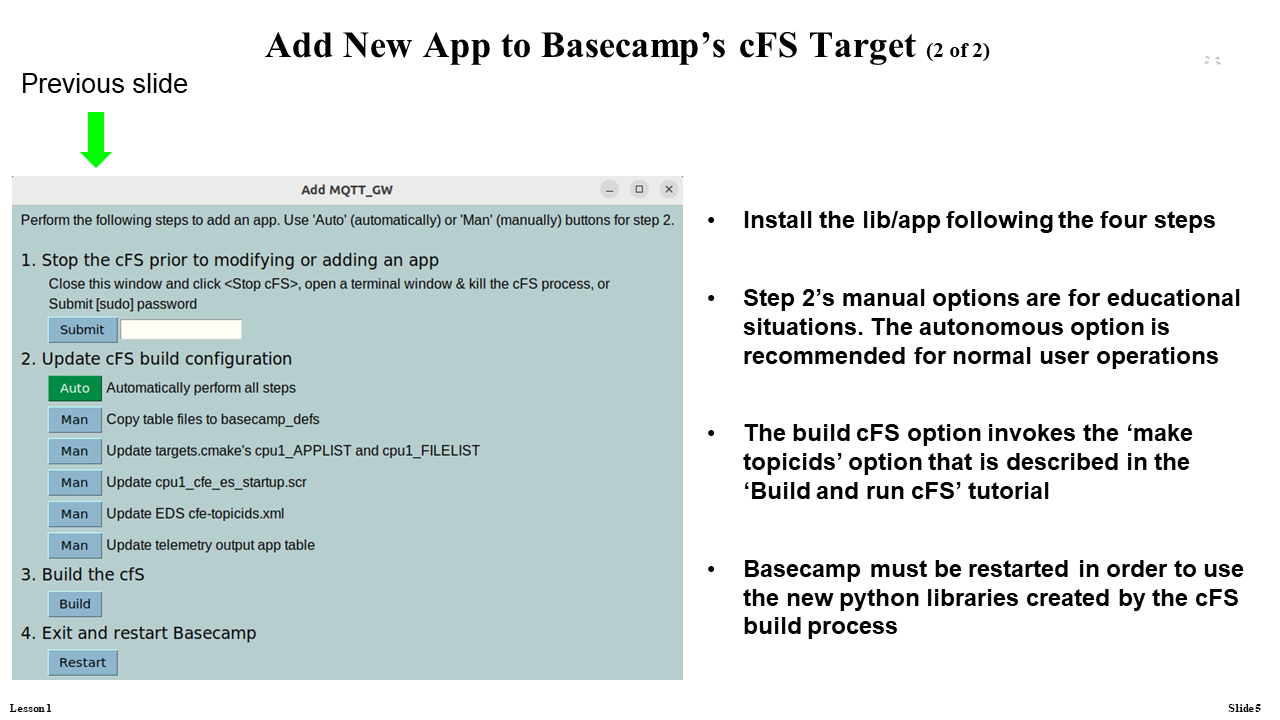 Add New App to Basecamp’s cFS Target (2 of 2)
Previous slide
Add MQTT_GW
Perform the following steps to add an app. Use 'Auto' (automatically) or 'Man' (manually) buttons for step 2.
1. Stop the cFS prior to modifying or adding an app
Close this window and click <Stop cFS>, open a terminal window & kill the cFS process, or
Submit [sudo] password
Submit
2. Update cFS build configuration
Auto Automatically perform all steps
Man Copy table files to basecamp_defs
Man Update targets.cmake's cpu1_APPLIST and cpu1_FILELIST
Man Update cpu1_cfe_es_startup.scr
Man Update EDS cfe-topicids.xml
Man Update telemetry output app table
3. Build the cfS
Build
4. Exit and restart Basecamp
Restart
• Install the lib/app following the four steps
• Step 2’s manual options are for educational
situations. The autonomous option is
recommended for normal user operations
• The build cFS option invokes the ‘make
topicids’ option that is described in the
‘Build and run cFS’ tutorial
• Basecamp must be restarted in order to use
the new python libraries created by the cFS
build process
Lesson 1
Slide 5